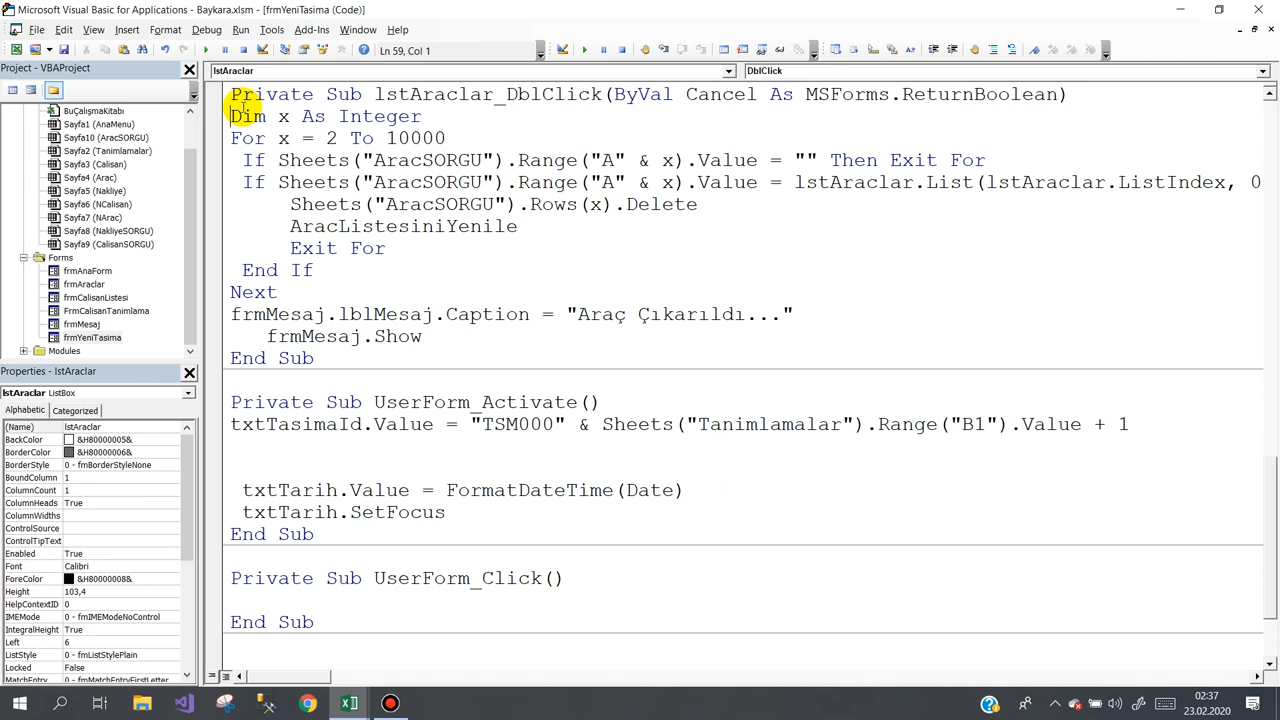 Microsoft Visual Basic for Applications - Baykara.xlsm - [frmYeniTasima (Code)]
File Edit View Insert Format Debug Run Tools Add-Ins Window Help
Ln 59, Col 1
Project - VBAProject
lstAraclar
DblClick
BuÇalışmaKitabı
Sayfa1 (AnaMenu)
Sayfa10 (AracSORGU)
Sayfa2 (Tanimlamalar)
Sayfa3 (Calisan)
Sayfa4 (Arac)
Sayfa5 (Nakliye)
Sayfa6 (NCalisan)
Sayfa7 (NArac)
Sayfa8 (NakliyeSORGU)
Sayfa9 (CalisanSORGU)
Forms
frmAnaForm
frmAraclar
frmCalisanListesi
FrmCalisanTanimlama
frmMesaj
frmYeniTasima
Modules
Properties - lstAraclar
lstAraclar ListBox
Alphabetic Categorized
(Name) lstAraclar
BackColor &H80000005&
BorderColor &H80000006&
BorderStyle 0 - fmBorderStyleNone
BoundColumn 1
ColumnCount 1
ColumnHeads True
ColumnWidths
ControlSource
ControlTipText
Enabled True
Font Calibri
ForeColor &H80000008&
Height 103,4
HelpContextID 0
IMEMode 0 - fmIMEModeNoControl
IntegralHeight True
Left 6
ListStyle 0 - fmListStylePlain
Locked False
MatchEntry 0 - fmMatchEntryFirstLetter
Private Sub lstAraclar_DblClick(ByVal Cancel As MSForms.ReturnBoolean)
Dim x As Integer
For x = 2 To 10000
If Sheets("AracSORGU").Range("A" & x).Value = "" Then Exit For
If Sheets("AracSORGU").Range("A" & x).Value = lstAraclar.List(lstAraclar.ListIndex, 0
Sheets("AracSORGU").Rows(x).Delete
AracListesiniYenile
Exit For
End If
Next
frmMesaj.lblMesaj.Caption = "Araç Çıkarıldı..."
frmMesaj.Show
End Sub
Private Sub UserForm_Activate()
txtTasimaId.Value = "TSM000" & Sheets("Tanimlamalar").Range("B1").Value + 1
txtTarih.Value = FormatDateTime(Date)
txtTarih.SetFocus
End Sub
Private Sub UserForm_Click()
End Sub
02:37
23.02.2020